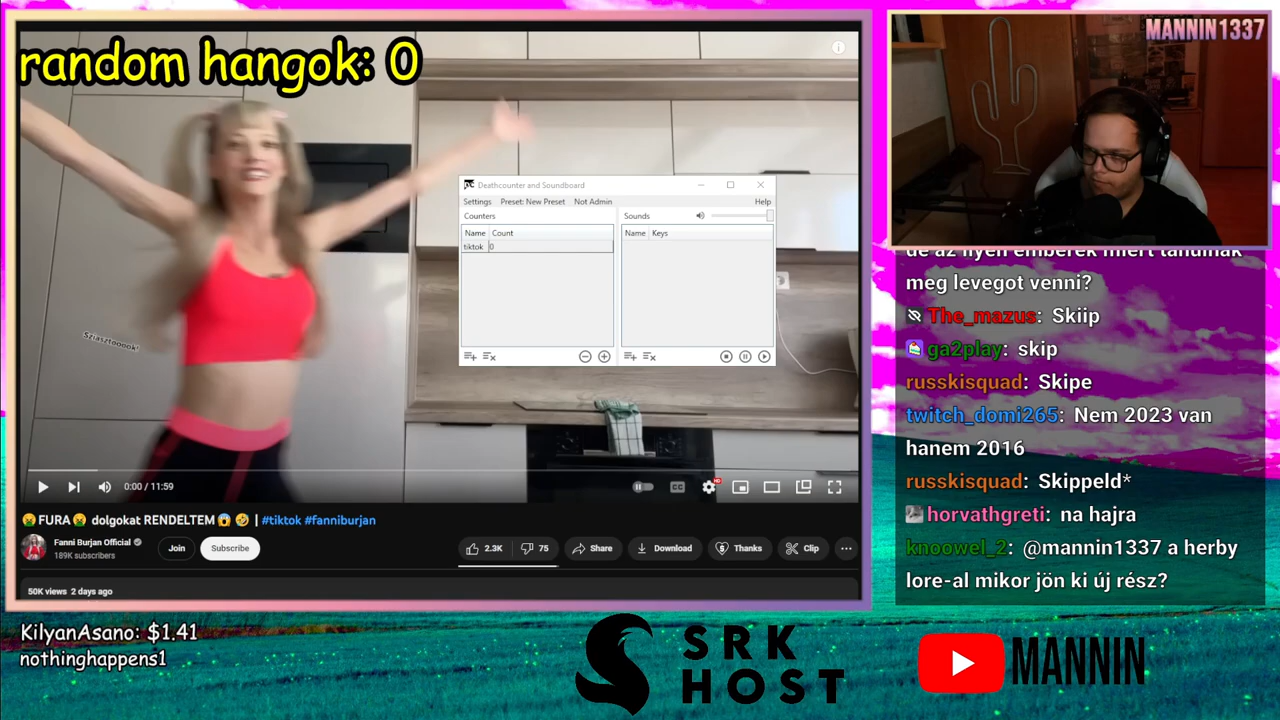 random hangok: 0
MANNIN1337
Sziasztooook!
Deathcounter and Soundboard
Settings Preset: New Preset Not Admin Help
Counters
Name Count
tiktok 0
Sounds
Name Keys
0:00 / 11:59
CC
HD
🤮FURA🤮 dolgokat RENDELTEM😱 🤣 | #tiktok #fanniburjan
Fanni Burjan Official
189K subscribers
Join
Subscribe
2.3K
75
Share
Download
Thanks
Clip
50K views 2 days ago
de az ilyen emberek miert tanulnak
meg levegot venni?
The_mazus: Skiip
ga2play: skip
russkisquad: Skipe
twitch_domi265: Nem 2023 van
hanem 2016
russkisquad: Skippeld*
horvathgreti: na hajra
knoowel_2: @mannin1337 a herby
lore-al mikor jön ki új rész?
KilyanAsano: $1.41
nothinghappens1
SRK
HOST
MANNIN